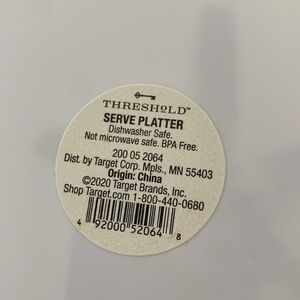 THRESHOLD™
SERVE PLATTER
Dishwasher Safe.
Not microwave safe. BPA Free.
200 05 2064
Dist. by Target Corp. Mpls., MN 55403
Origin: China
©2020 Target Brands, Inc.
Shop Target.com 1-800-440-0680
4 92000 52064 8